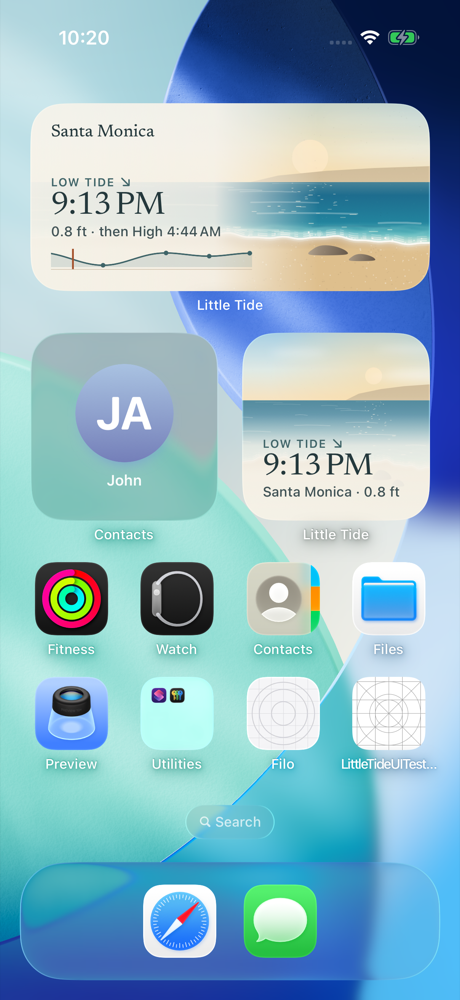 10:20
Santa Monica
LOW TIDE ↘
9:13 PM
0.8 ft · then High 4:44 AM
Little Tide
JA
John
LOW TIDE ↘
9:13 PM
Santa Monica · 0.8 ft
Contacts
Little Tide
Fitness
Watch
Contacts
Files
Preview
Utilities
Filo
LittleTideUITest...
Search